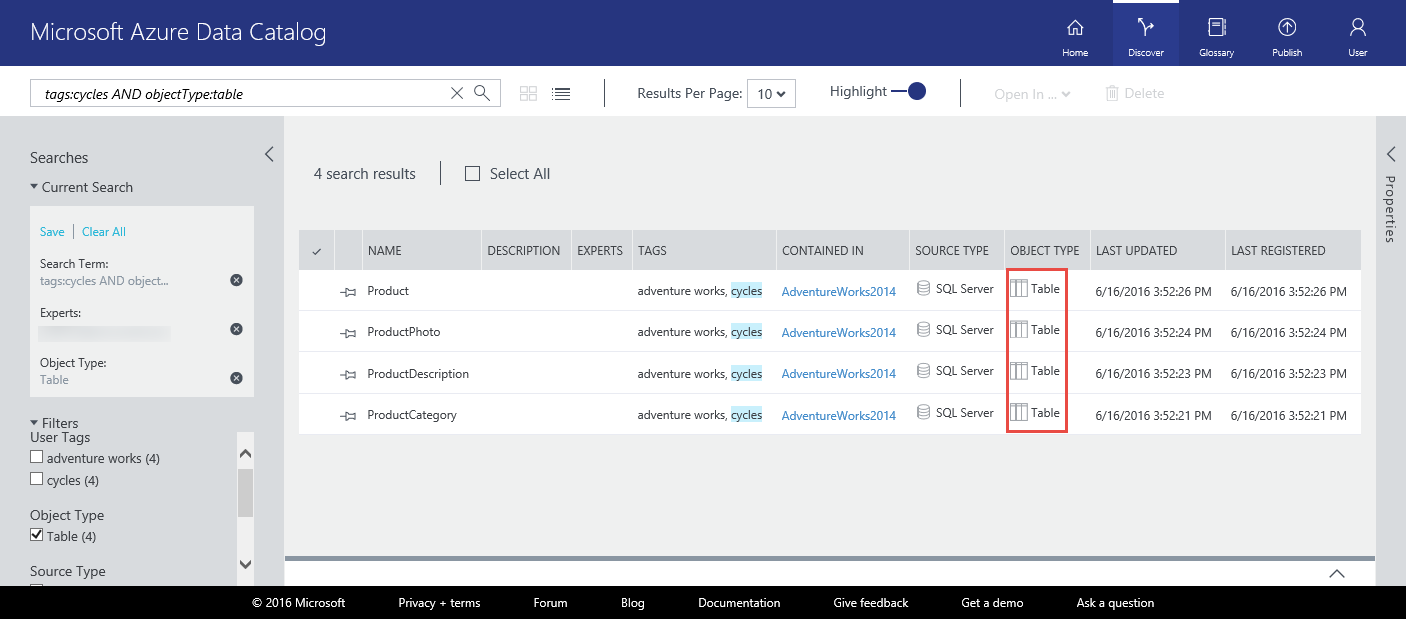 Microsoft Azure Data Catalog
Home
Discover
Glossary
Publish
User
tags:cycles AND objectType:table
Results Per Page: 10
Highlight
Open In ...
Delete
Searches
Current Search
Save | Clear All
Search Term:
tags:cycles AND object...
Experts:
Object Type:
Table
Filters
User Tags
adventure works (4)
cycles (4)
Object Type
Table (4)
Source Type
4 search results
Select All
NAME DESCRIPTION EXPERTS TAGS CONTAINED IN SOURCE TYPE OBJECT TYPE LAST UPDATED LAST REGISTERED
Product adventure works, cycles AdventureWorks2014 SQL Server Table 6/16/2016 3:52:26 PM 6/16/2016 3:52:26 PM
ProductPhoto adventure works, cycles AdventureWorks2014 SQL Server Table 6/16/2016 3:52:24 PM 6/16/2016 3:52:24 PM
ProductDescription adventure works, cycles AdventureWorks2014 SQL Server Table 6/16/2016 3:52:23 PM 6/16/2016 3:52:23 PM
ProductCategory adventure works, cycles AdventureWorks2014 SQL Server Table 6/16/2016 3:52:21 PM 6/16/2016 3:52:21 PM
Properties
© 2016 Microsoft Privacy + terms Forum Blog Documentation Give feedback Get a demo Ask a question